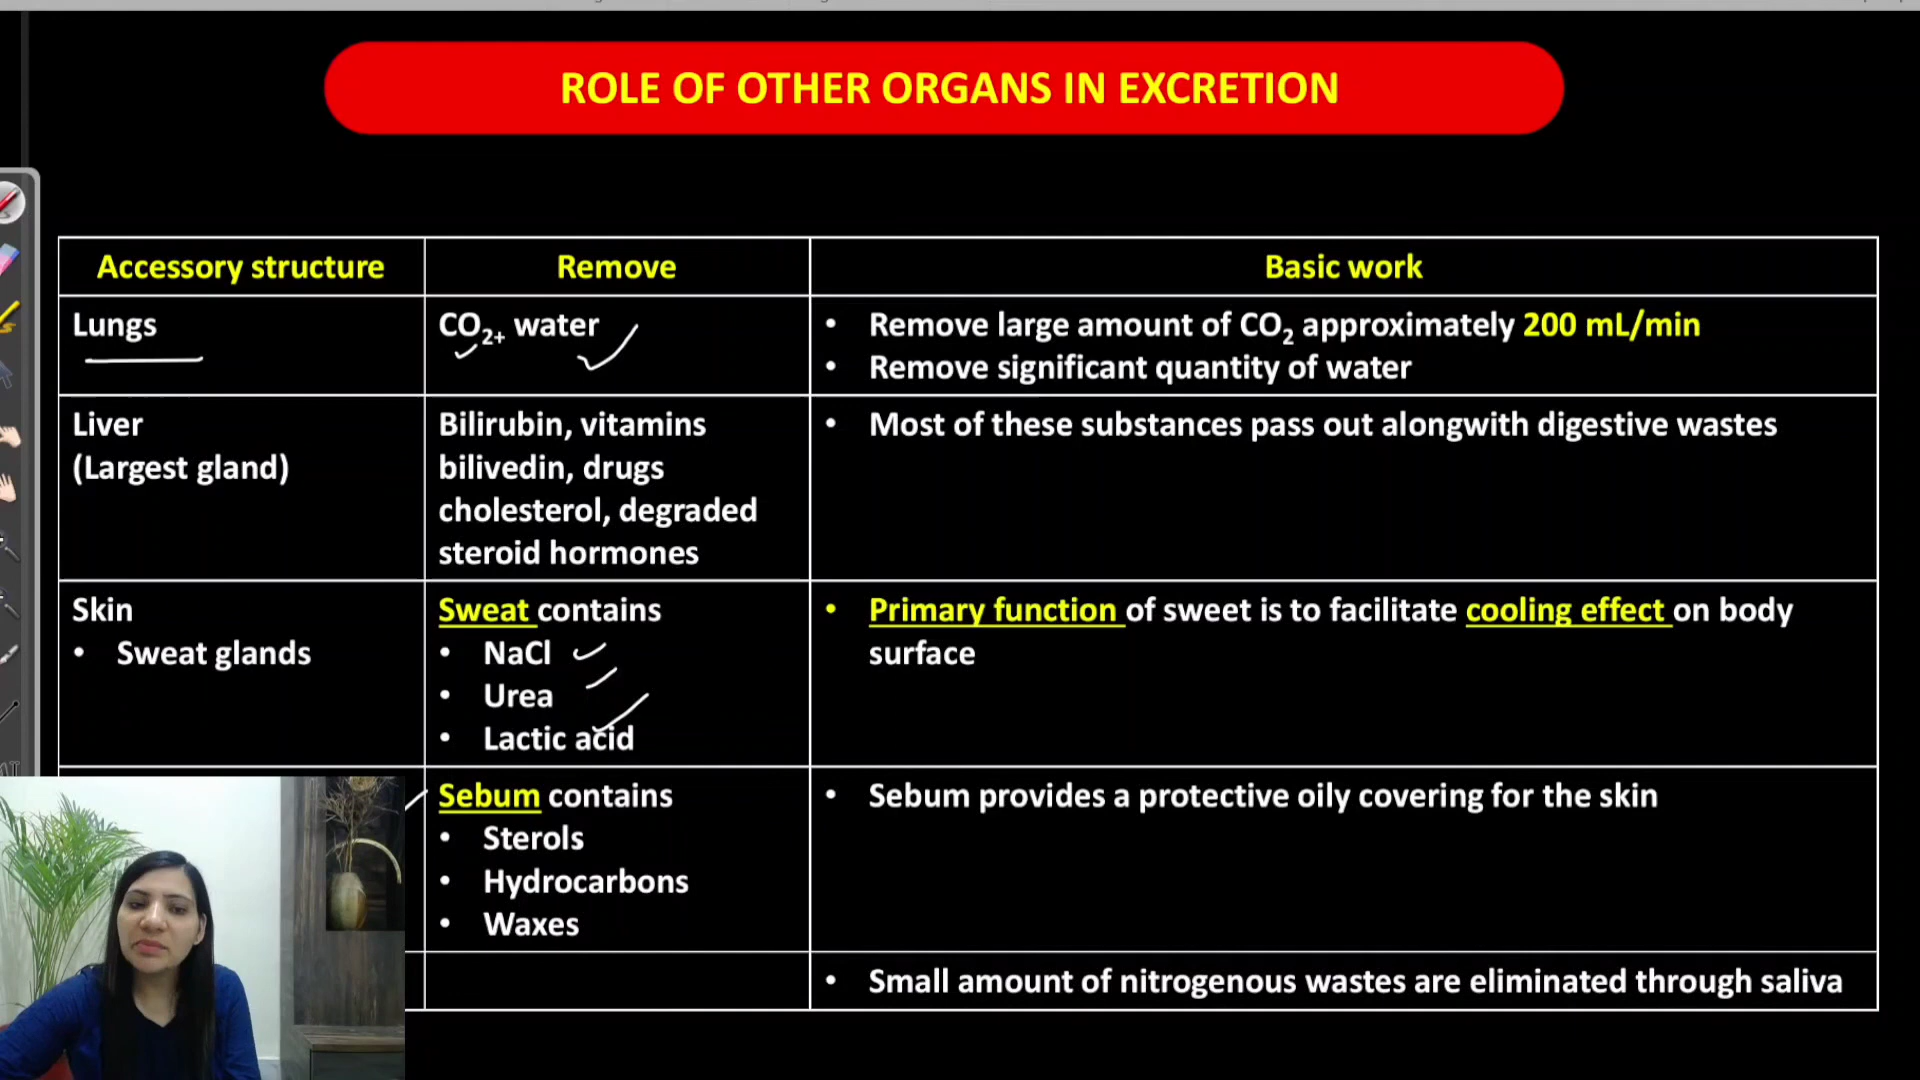 ROLE OF OTHER ORGANS IN EXCRETION
Accessory structure
Remove
Basic work
Lungs
CO₂₊ water
• Remove large amount of CO₂ approximately 200 mL/min
• Remove significant quantity of water
Liver
(Largest gland)
Bilirubin, vitamins
bilivedin, drugs
cholesterol, degraded
steroid hormones
• Most of these substances pass out alongwith digestive wastes
Skin
• Sweat glands
Sweat contains
• NaCl
• Urea
• Lactic acid
• Primary function of sweet is to facilitate cooling effect on body
surface
Sebum contains
• Sterols
• Hydrocarbons
• Waxes
• Sebum provides a protective oily covering for the skin
• Small amount of nitrogenous wastes are eliminated through saliva